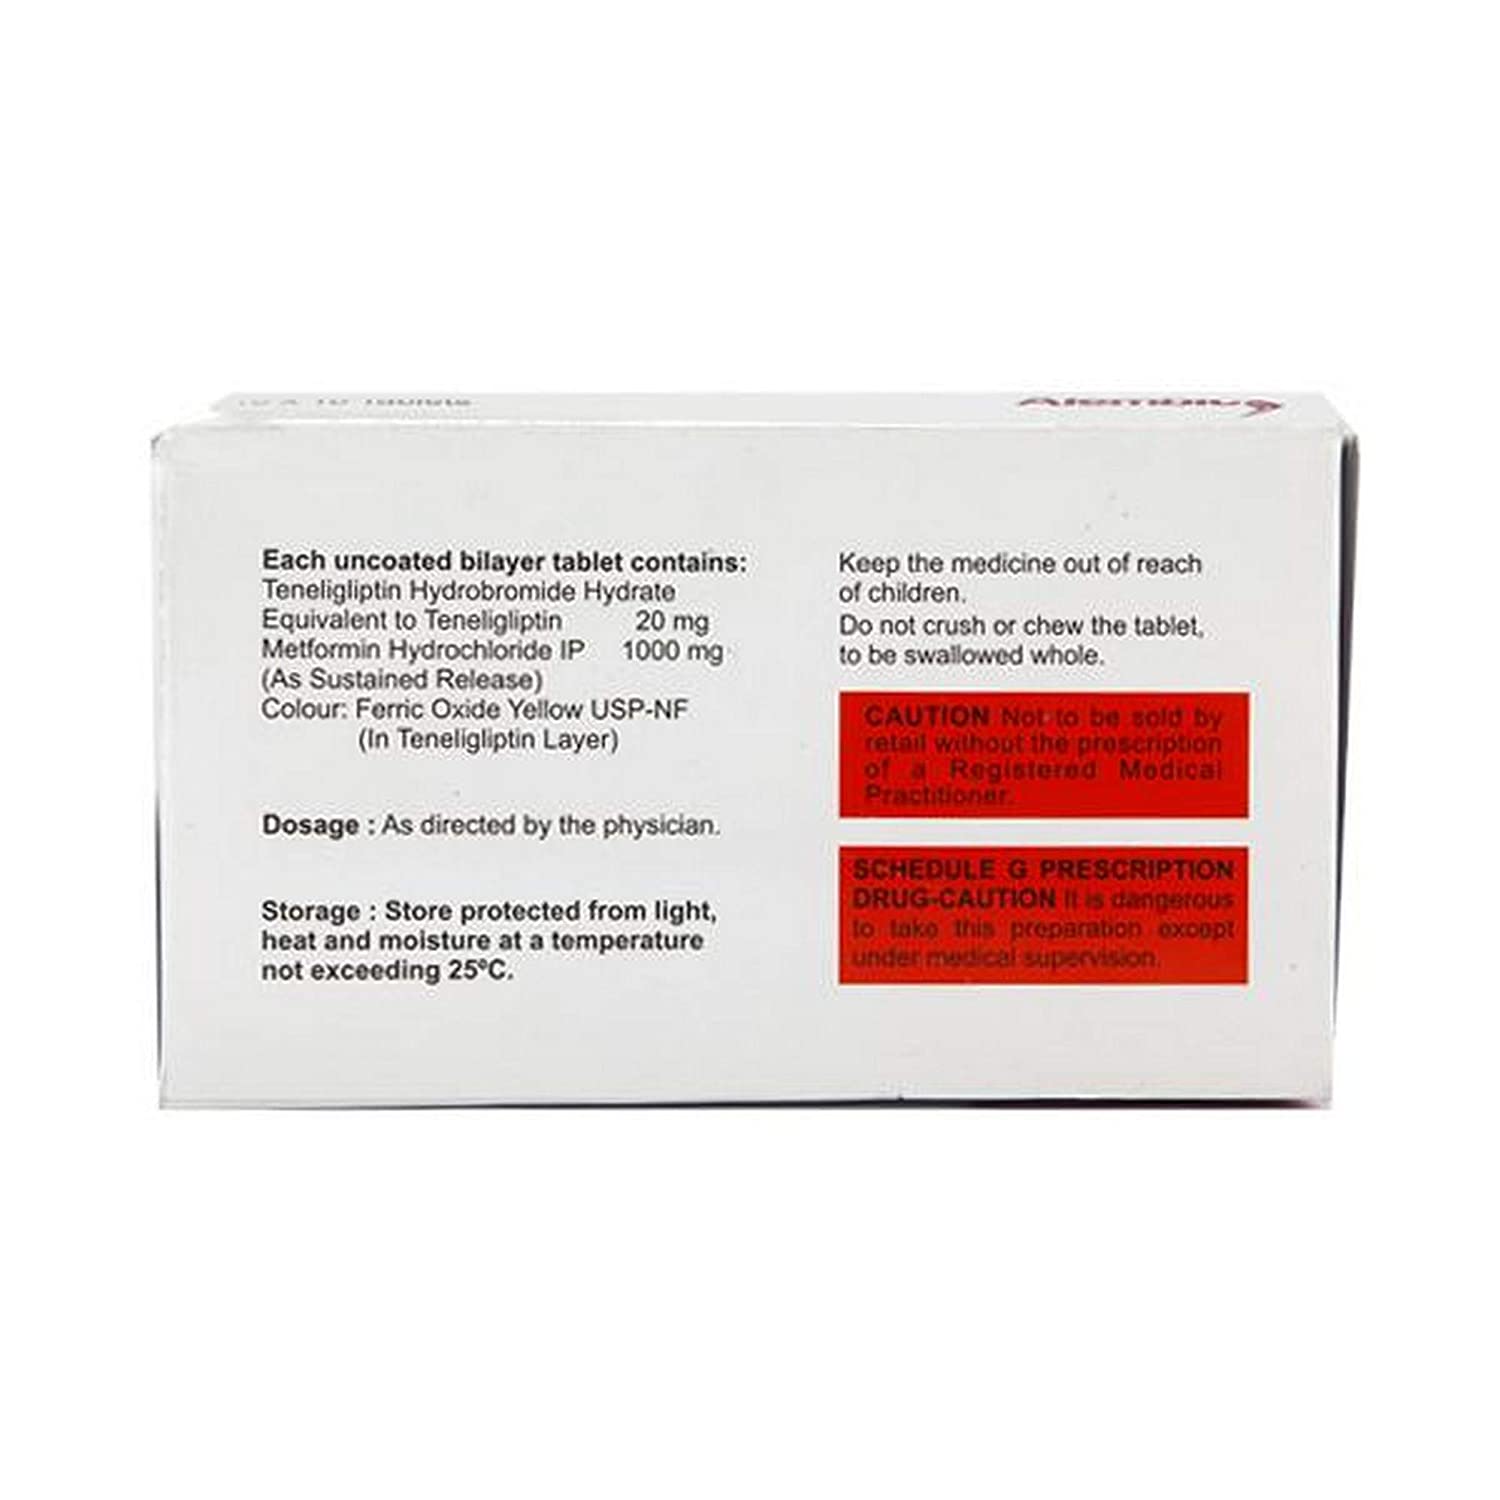 10 X 10 Tablets
Alembic
Each uncoated bilayer tablet contains:
Teneligliptin Hydrobromide Hydrate
Equivalent to Teneligliptin 20 mg
Metformin Hydrochloride IP 1000 mg
(As Sustained Release)
Colour: Ferric Oxide Yellow USP-NF
(In Teneligliptin Layer)
Dosage : As directed by the physician.
Storage : Store protected from light,
heat and moisture at a temperature
not exceeding 25ºC.
Keep the medicine out of reach
of children.
Do not crush or chew the tablet,
to be swallowed whole.
CAUTION Not to be sold by
retail without the prescription
of a Registered Medical
Practitioner.
SCHEDULE G PRESCRIPTION
DRUG-CAUTION It is dangerous
to take this preparation except
under medical supervision.